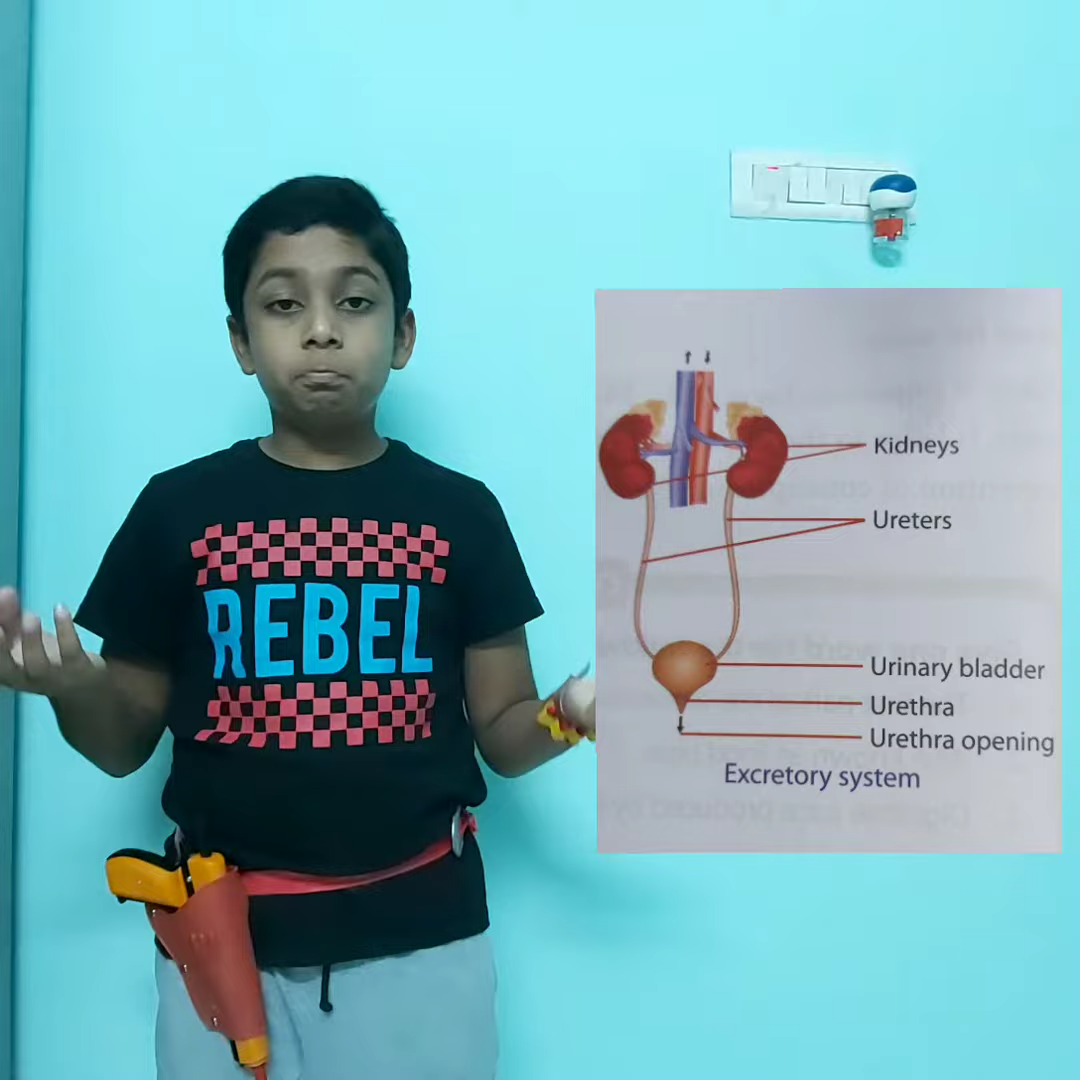 REBEL
Kidneys
Ureters
Urinary bladder
Urethra
Urethra opening
Excretory system